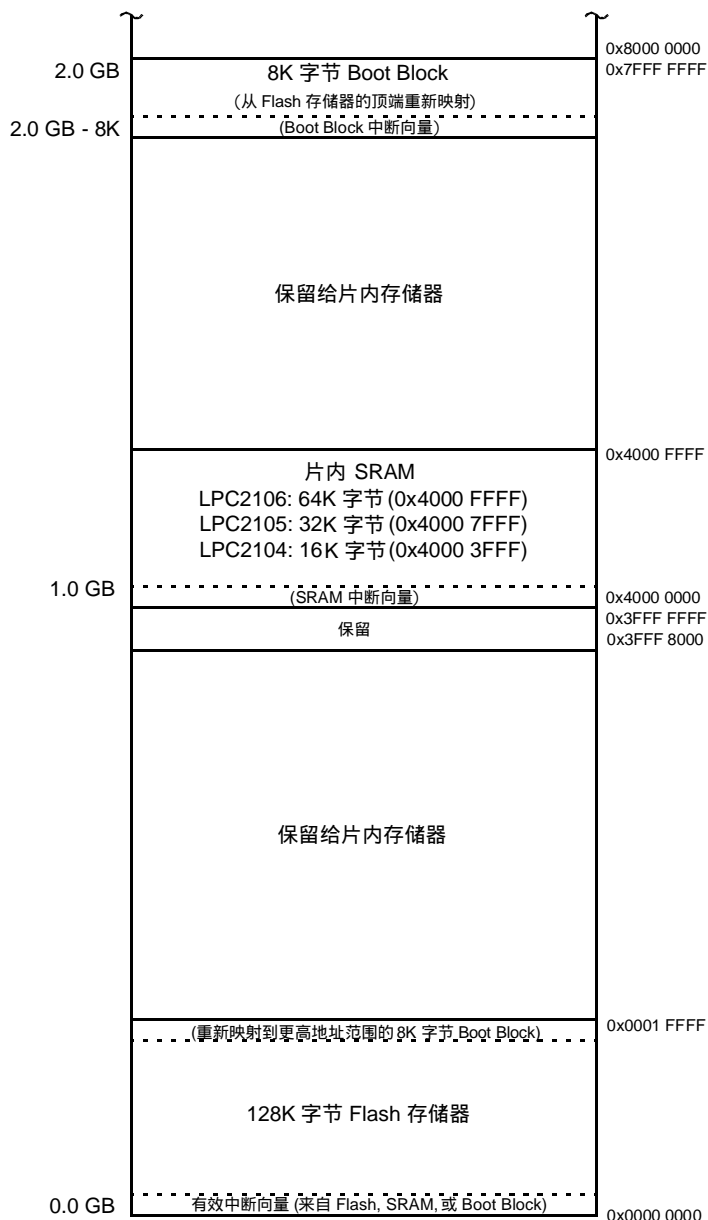 0x8000 0000
2.0 GB
8K 字节 Boot Block
0x7FFF FFFF
(从 Flash 存储器的顶端重新映射)
2.0 GB - 8K
(Boot Block 中断向量)
保留给片内存储器
0x4000 FFFF
片内 SRAM
LPC2106: 64K 字节 (0x4000 FFFF)
LPC2105: 32K 字节 (0x4000 7FFF)
LPC2104: 16K 字节 (0x4000 3FFF)
1.0 GB
(SRAM 中断向量)
0x4000 0000
0x3FFF FFFF
保留
0x3FFF 8000
保留给片内存储器
0x0001 FFFF
(重新映射到更高地址范围的 8K 字节 Boot Block)
128K 字节 Flash 存储器
0.0 GB
有效中断向量 (来自 Flash, SRAM, 或 Boot Block)
0x0000 0000